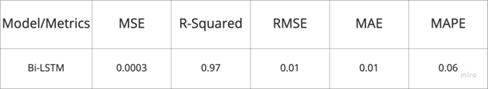 Model/Metrics MSE R-Squared RMSE MAE MAPE
Bi-LSTM 0.0003 0.97 0.01 0.01 0.06
miro